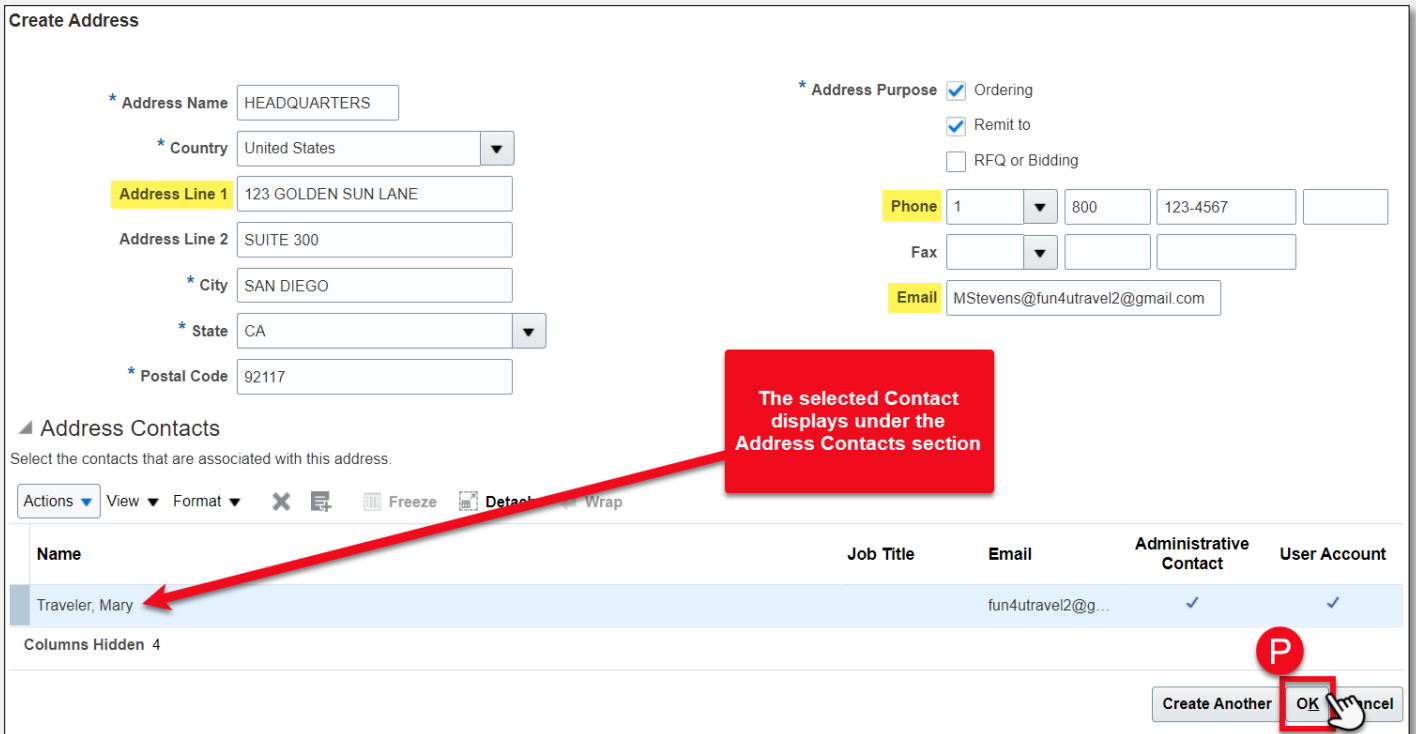 Create Address
* Address Name HEADQUARTERS
* Country United States
Address Line 1 123 GOLDEN SUN LANE
Address Line 2 SUITE 300
* City SAN DIEGO
* State CA
* Postal Code 92117
* Address Purpose Ordering
Remit to
RFQ or Bidding
Phone 1 800 123-4567
Fax
Email MStevens@fun4utravel2@gmail.com
The selected Contact
displays under the
Address Contacts section
Address Contacts
Select the contacts that are associated with this address.
Actions View Format Freeze Detach Wrap
Name Job Title Email Administrative Contact User Account
Traveler, Mary fun4utravel2@g...
Columns Hidden 4
P
Create Another OK ncel